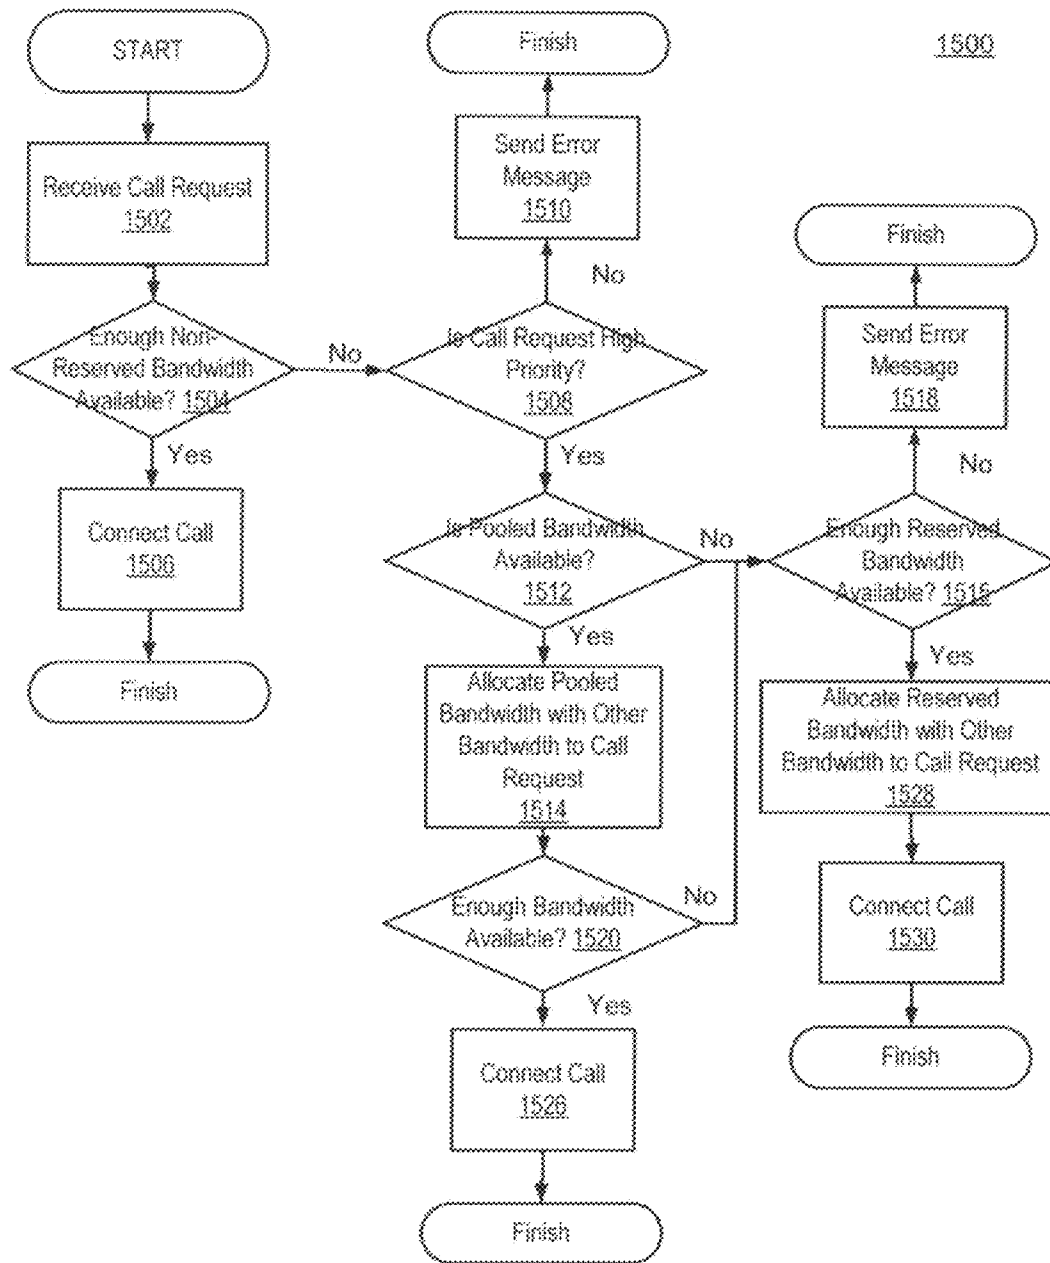 START
Receive Call Request
1502
Enough Non-
Reserved Bandwidth
Available? 1504
No
Yes
Connect Call
1506
Finish
Finish
Send Error
Message
1510
No
Is Call Request High
Priority?
1508
Yes
Is Pooled Bandwidth
Available?
1512
No
Yes
Allocate Pooled
Bandwidth with Other
Bandwidth to Call
Request
1514
Enough Bandwidth
Available? 1520
No
Yes
Connect Call
1526
Finish
1500
Finish
Send Error
Message
1518
No
Enough Reserved
Bandwidth
Available? 1516
Yes
Allocate Reserved
Bandwidth with Other
Bandwidth to Call Request
1528
Connect Call
1530
Finish